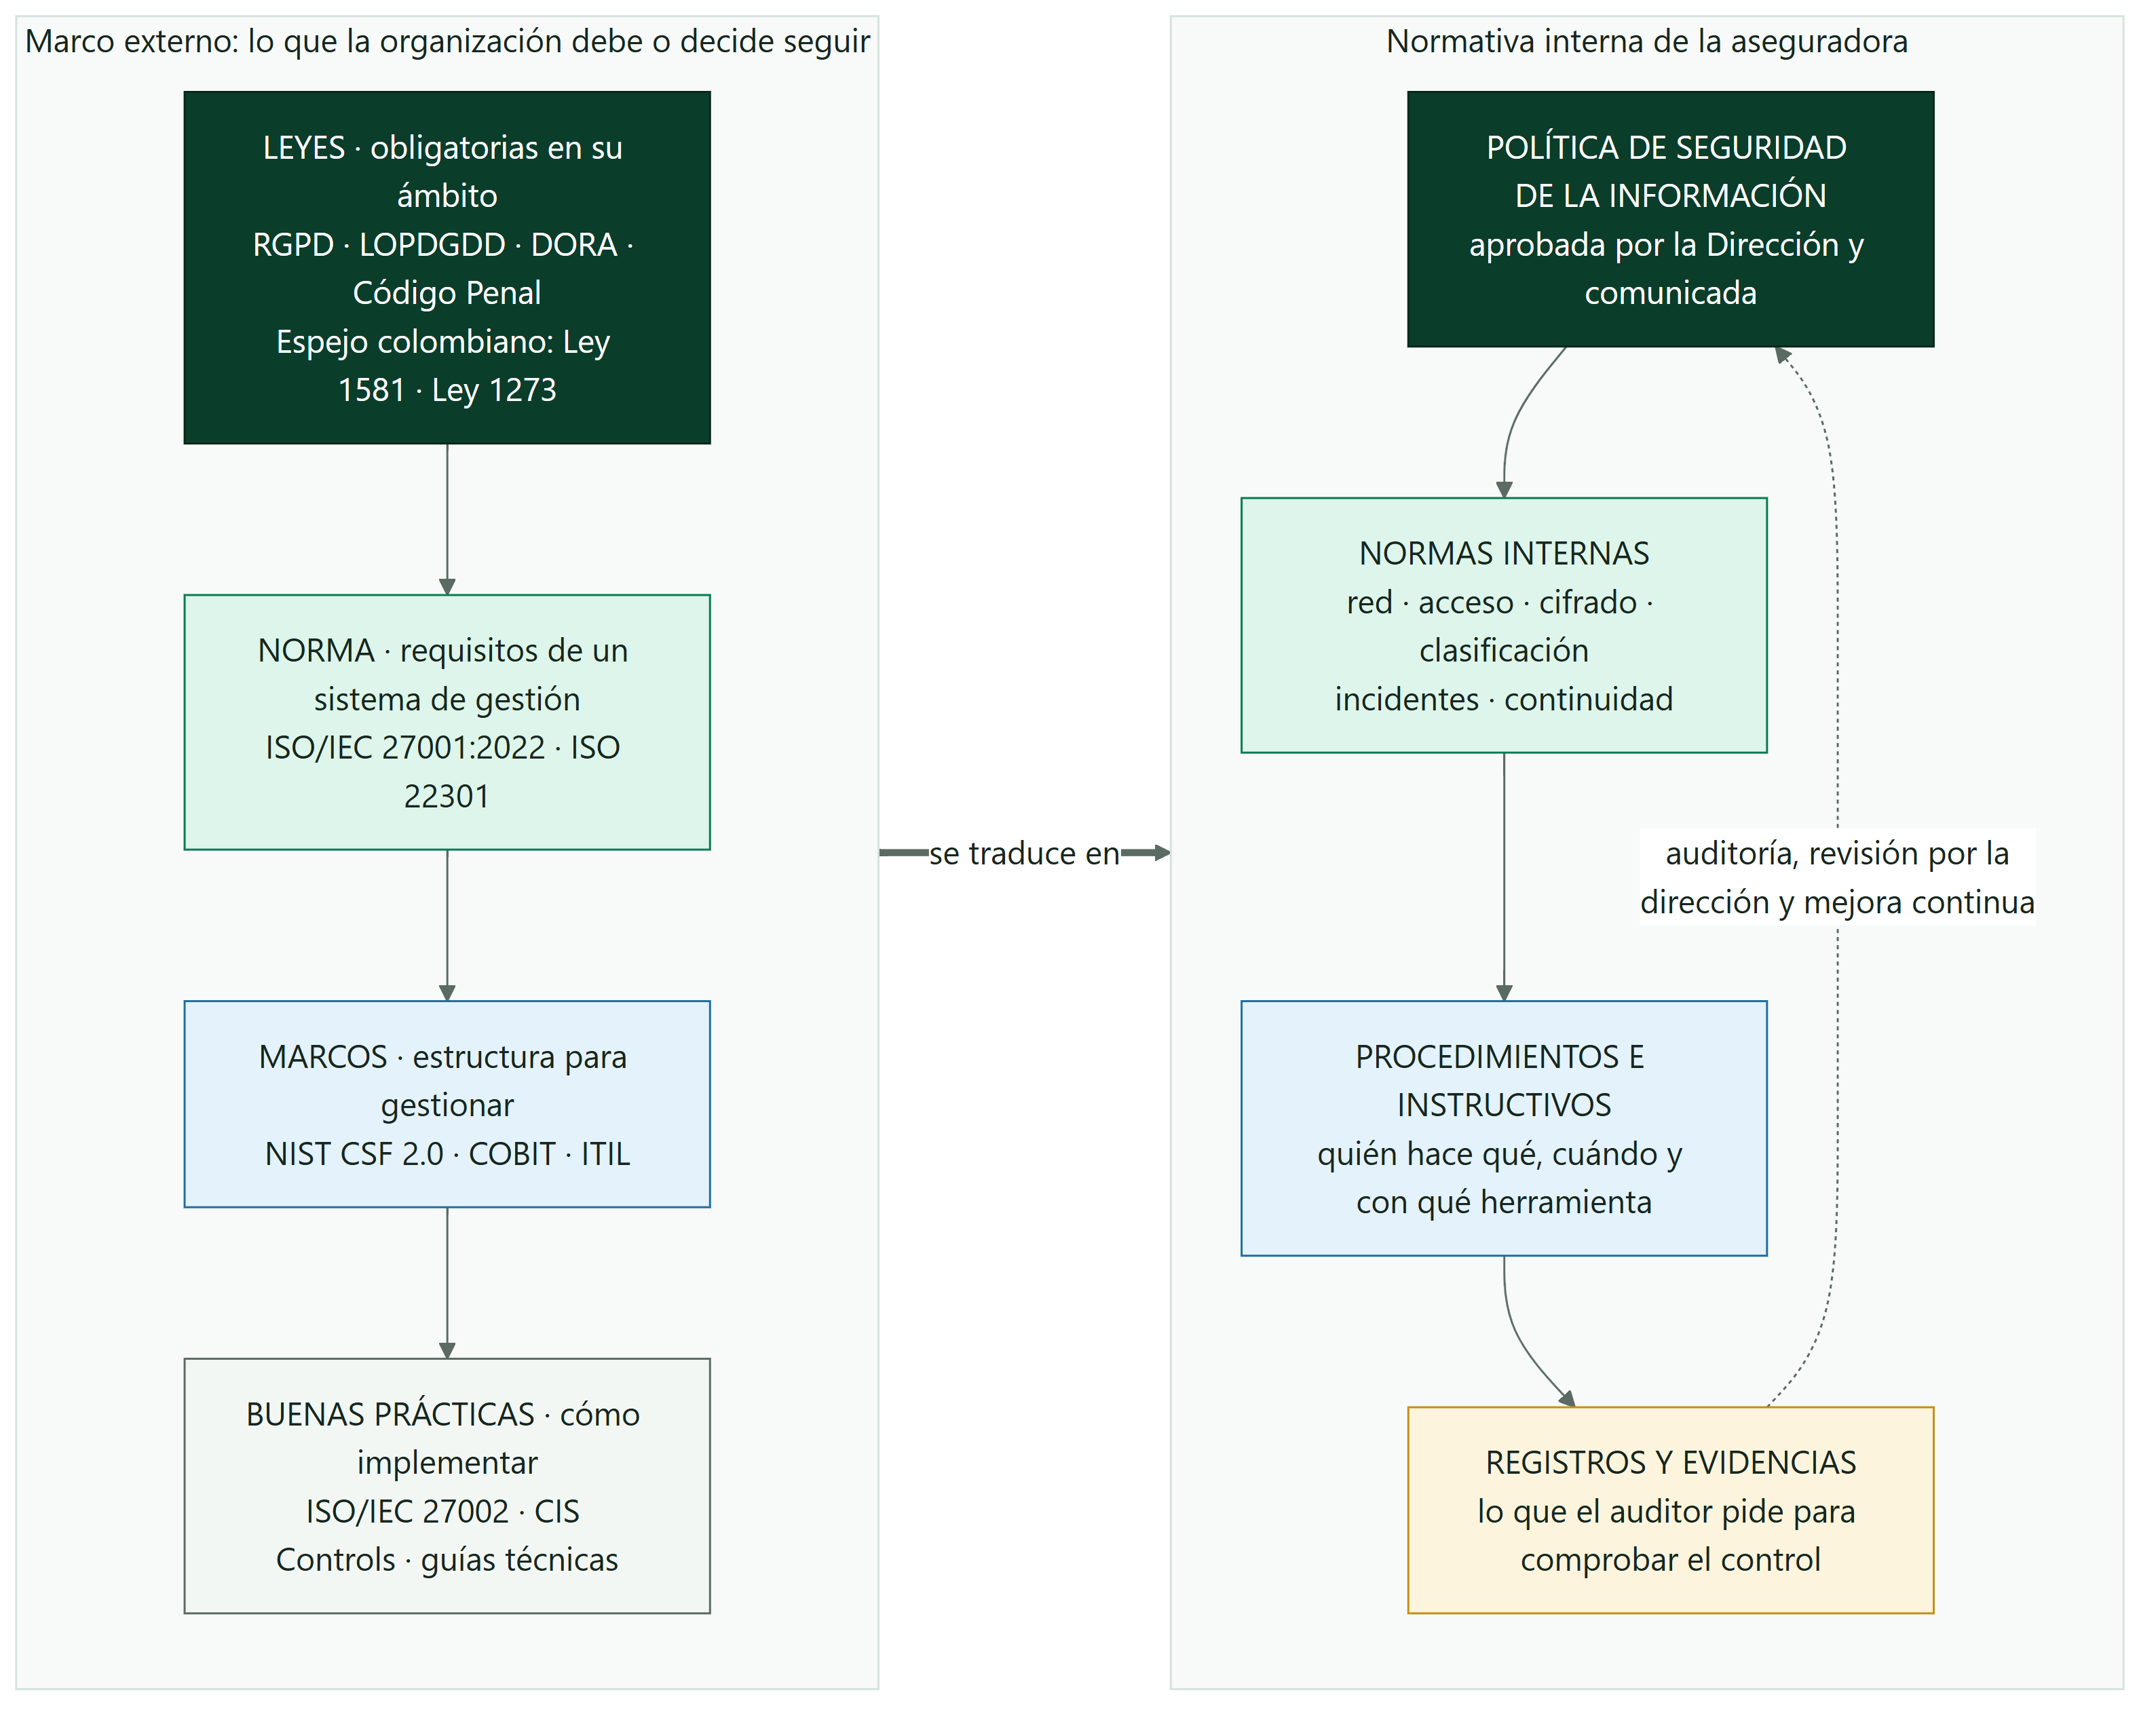 Marco externo: lo que la organización debe o decide seguir
LEYES · obligatorias en su
ámbito
RGPD · LOPDGDD · DORA ·
Código Penal
Espejo colombiano: Ley
1581 · Ley 1273
NORMA · requisitos de un
sistema de gestión
ISO/IEC 27001:2022 · ISO
22301
MARCOS · estructura para
gestionar
NIST CSF 2.0 · COBIT · ITIL
BUENAS PRÁCTICAS · cómo
implementar
ISO/IEC 27002 · CIS
Controls · guías técnicas
se traduce en
Normativa interna de la aseguradora
POLÍTICA DE SEGURIDAD
DE LA INFORMACIÓN
aprobada por la Dirección y
comunicada
NORMAS INTERNAS
red · acceso · cifrado ·
clasificación
incidentes · continuidad
auditoría, revisión por la
dirección y mejora continua
PROCEDIMIENTOS E
INSTRUCTIVOS
quién hace qué, cuándo y
con qué herramienta
REGISTROS Y EVIDENCIAS
lo que el auditor pide para
comprobar el control